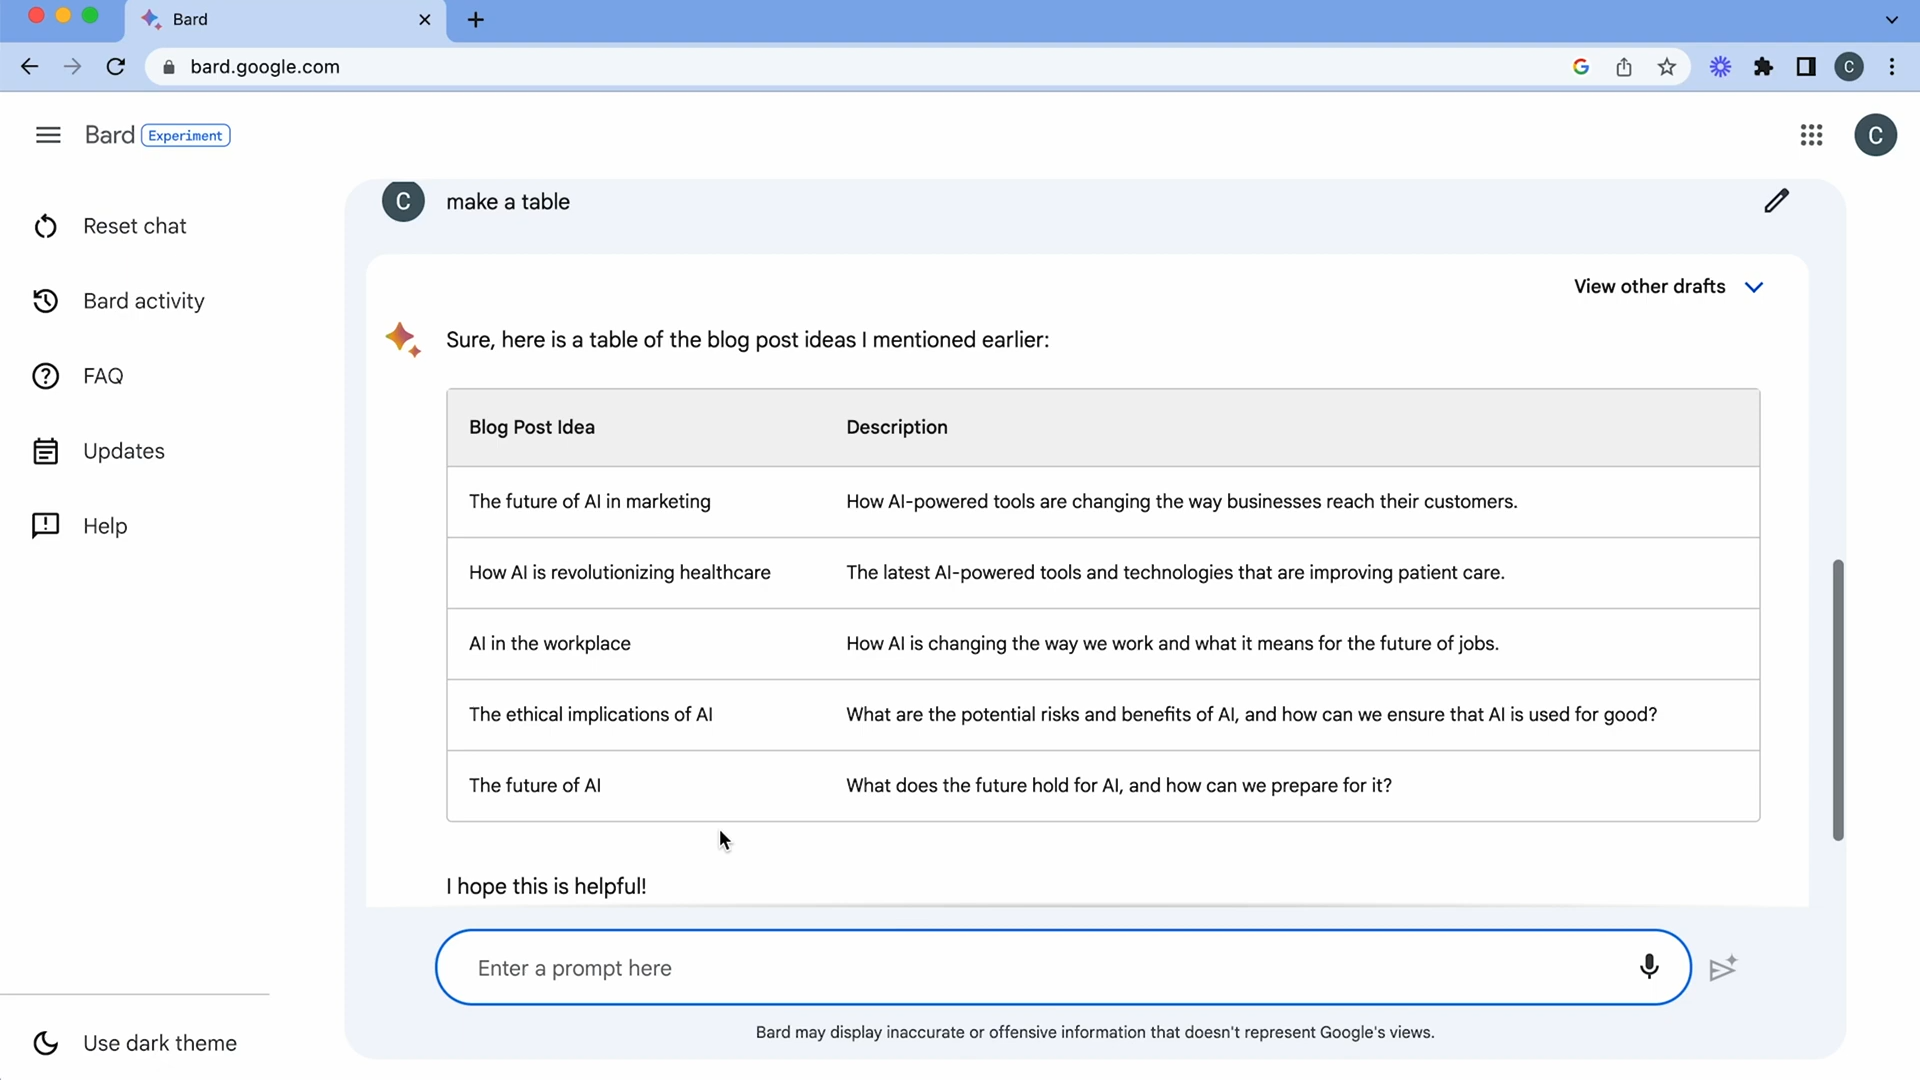 Bard
bard.google.com
C
Bard Experiment
C
Reset chat
Bard activity
FAQ
Updates
Help
Use dark theme
C make a table
View other drafts
Sure, here is a table of the blog post ideas I mentioned earlier:
Blog Post Idea Description
The future of AI in marketing How AI-powered tools are changing the way businesses reach their customers.
How AI is revolutionizing healthcare The latest AI-powered tools and technologies that are improving patient care.
AI in the workplace How AI is changing the way we work and what it means for the future of jobs.
The ethical implications of AI What are the potential risks and benefits of AI, and how can we ensure that AI is used for good?
The future of AI What does the future hold for AI, and how can we prepare for it?
I hope this is helpful!
Enter a prompt here
Bard may display inaccurate or offensive information that doesn't represent Google's views.